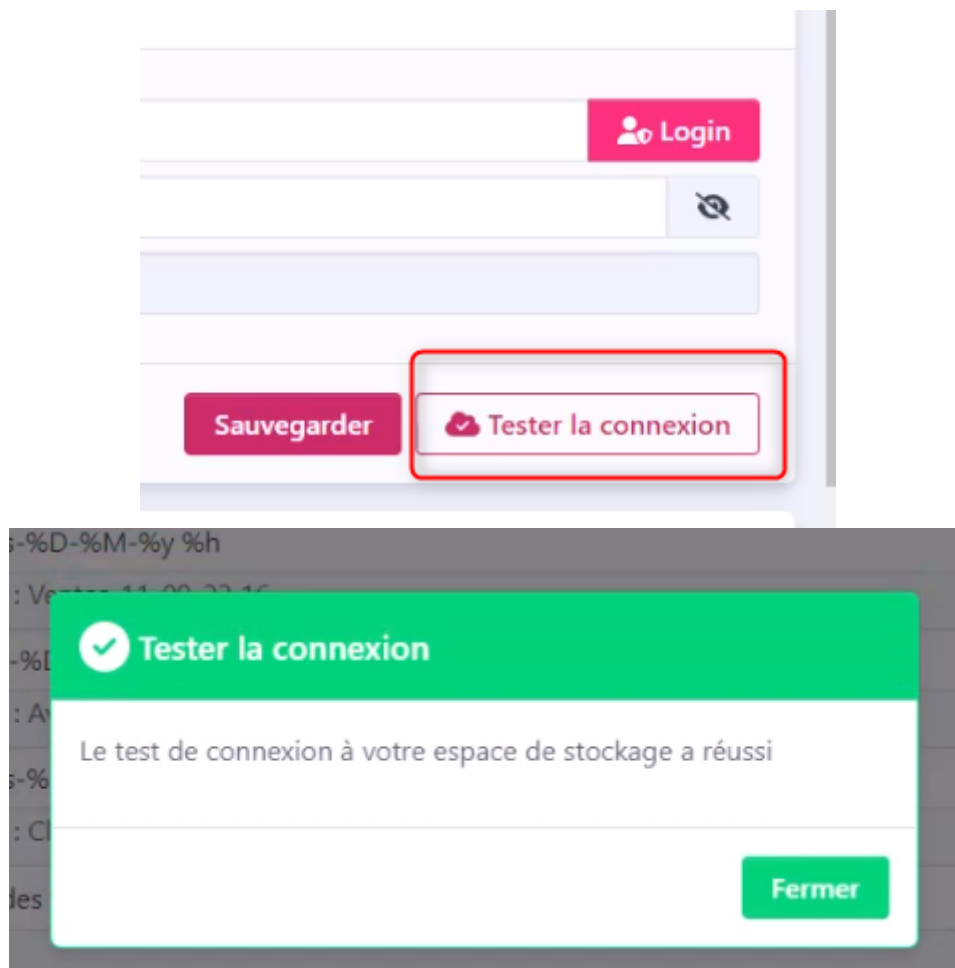 Login
Sauvegarder
Tester la connexion
s-%D-%M-%y %h
Tester la connexion
Le test de connexion à votre espace de stockage a réussi
Fermer